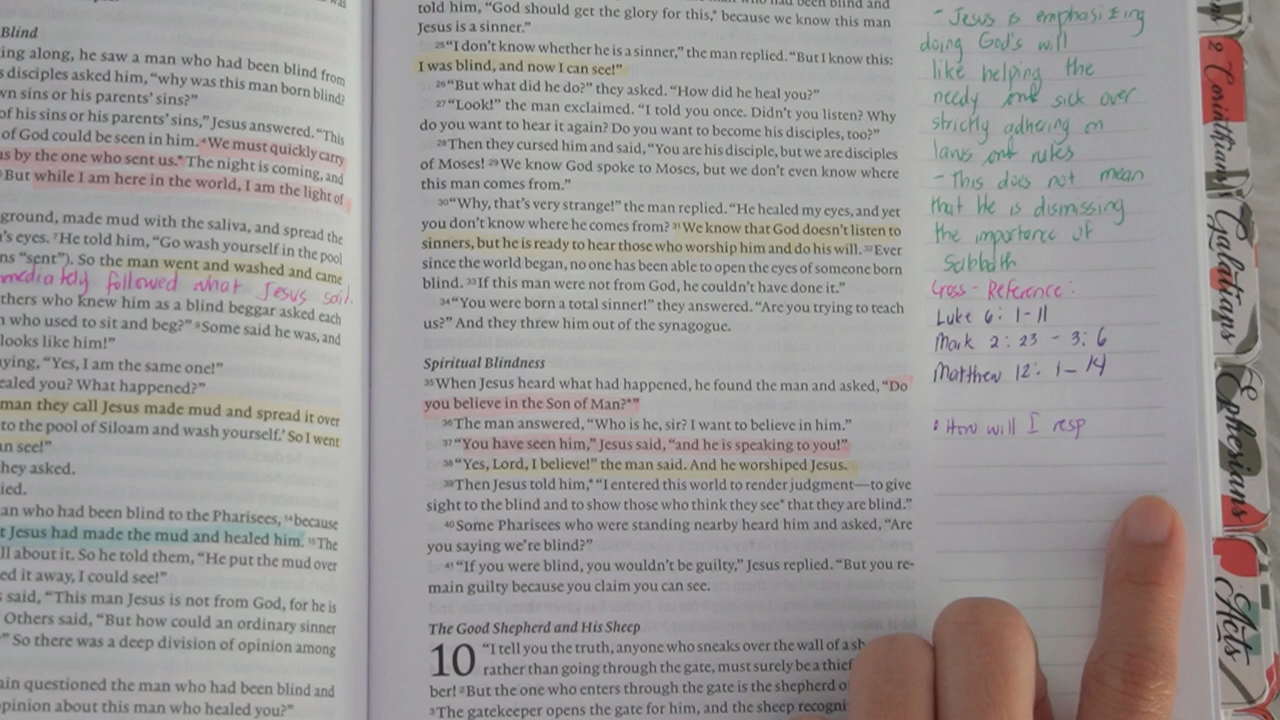 Blind
ing along, he saw a man who had been blind from
s disciples asked him, "why was this man born blind?
wn sins or his parents' sins?"
of his sins or his parents' sins," Jesus answered. "This
of God could be seen in him. ⁴We must quickly carry
us by the one who sent us.* The night is coming, and
But while I am here in the world, I am the light of
ground, made mud with the saliva, and spread the
's eyes. ⁷He told him, "Go wash yourself in the pool
ns "sent"). So the man went and washed and came
mediately followed what Jesus said.
thers who knew him as a blind beggar asked each
n who used to sit and beg?" ⁹Some said he was, and
looks like him!"
ying, "Yes, I am the same one!"
ealed you? What happened?"
man they call Jesus made mud and spread it over
to the pool of Siloam and wash yourself.' So I went
an see!"
hey asked.
ied.
an who had been blind to the Pharisees, ¹⁴because
t Jesus had made the mud and healed him. ¹⁵The
ll about it. So he told them, "He put the mud over
ed it away, I could see!"
said, "This man Jesus is not from God, for he is
Others said, "But how could an ordinary sinner
" So there was a deep division of opinion among
ain questioned the man who had been blind and
opinion about this man who healed you?"
told him, "God should get the glory for this,* because we know this man
Jesus is a sinner."
²⁵"I don't know whether he is a sinner," the man replied. "But I know this:
I was blind, and now I can see!"
²⁶"But what did he do?" they asked. "How did he heal you?"
²⁷"Look!" the man exclaimed. "I told you once. Didn't you listen? Why
do you want to hear it again? Do you want to become his disciples, too?"
²⁸Then they cursed him and said, "You are his disciple, but we are disciples
of Moses! ²⁹We know God spoke to Moses, but we don't even know where
this man comes from."
³⁰"Why, that's very strange!" the man replied. "He healed my eyes, and yet
you don't know where he comes from? ³¹We know that God doesn't listen to
sinners, but he is ready to hear those who worship him and do his will. ³²Ever
since the world began, no one has been able to open the eyes of someone born
blind. ³³If this man were not from God, he couldn't have done it."
³⁴"You were born a total sinner!" they answered. "Are you trying to teach
us?" And they threw him out of the synagogue.
Spiritual Blindness
³⁵When Jesus heard what had happened, he found the man and asked, "Do
you believe in the Son of Man?*"
³⁶The man answered, "Who is he, sir? I want to believe in him."
³⁷"You have seen him," Jesus said, "and he is speaking to you!"
³⁸"Yes, Lord, I believe!" the man said. And he worshiped Jesus.
³⁹Then Jesus told him,* "I entered this world to render judgment—to give
sight to the blind and to show those who think they see* that they are blind."
⁴⁰Some Pharisees who were standing nearby heard him and asked, "Are
you saying we're blind?"
⁴¹"If you were blind, you wouldn't be guilty," Jesus replied. "But you re-
main guilty because you claim you can see.
The Good Shepherd and His Sheep
10 "I tell you the truth, anyone who sneaks over the wall of a sh
rather than going through the gate, must surely be a thief
ber! ²But the one who enters through the gate is the shepherd o
³The gatekeeper opens the gate for him, and the sheep recogni
- Jesus is emphasizing
doing God's will
like helping the
needy and sick over
strictly adhering on
laws and rules
- This does not mean
that He is dismissing
the importance of
Sabbath
Cross - Reference:
Luke 6: 1-11
Mark 2: 23 - 3: 6
Matthew 12: 1 - 14
• How will I resp
2 Corinthians
Galatians
Ephesians
Acts